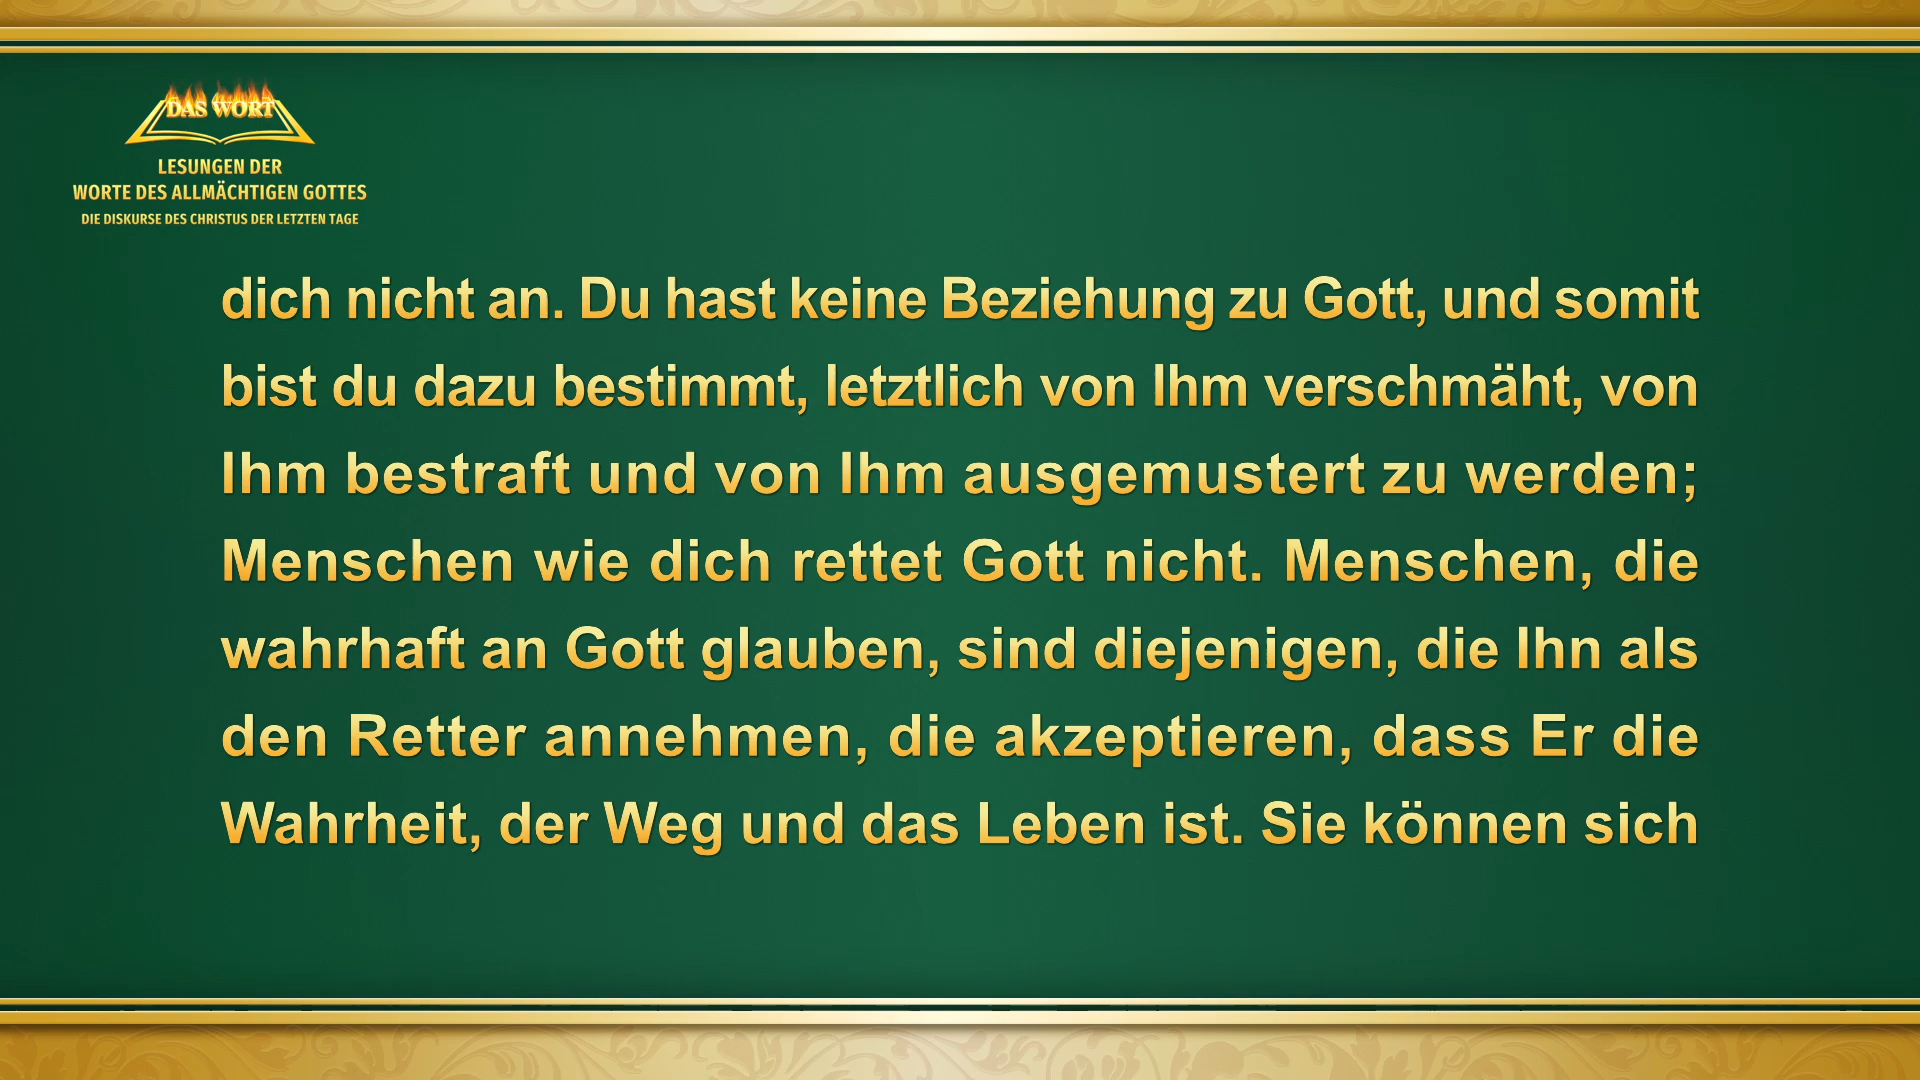 DAS WORT
LESUNGEN DER
WORTE DES ALLMÄCHTIGEN GOTTES
DIE DISKURSE DES CHRISTUS DER LETZTEN TAGE
dich nicht an. Du hast keine Beziehung zu Gott, und somit
bist du dazu bestimmt, letztlich von Ihm verschmäht, von
Ihm bestraft und von Ihm ausgemustert zu werden;
Menschen wie dich rettet Gott nicht. Menschen, die
wahrhaft an Gott glauben, sind diejenigen, die Ihn als
den Retter annehmen, die akzeptieren, dass Er die
Wahrheit, der Weg und das Leben ist. Sie können sich